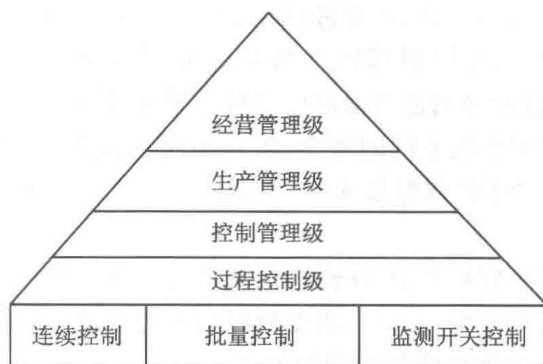 经营管理级
生产管理级
控制管理级
过程控制级
连续控制 批量控制 监测开关控制